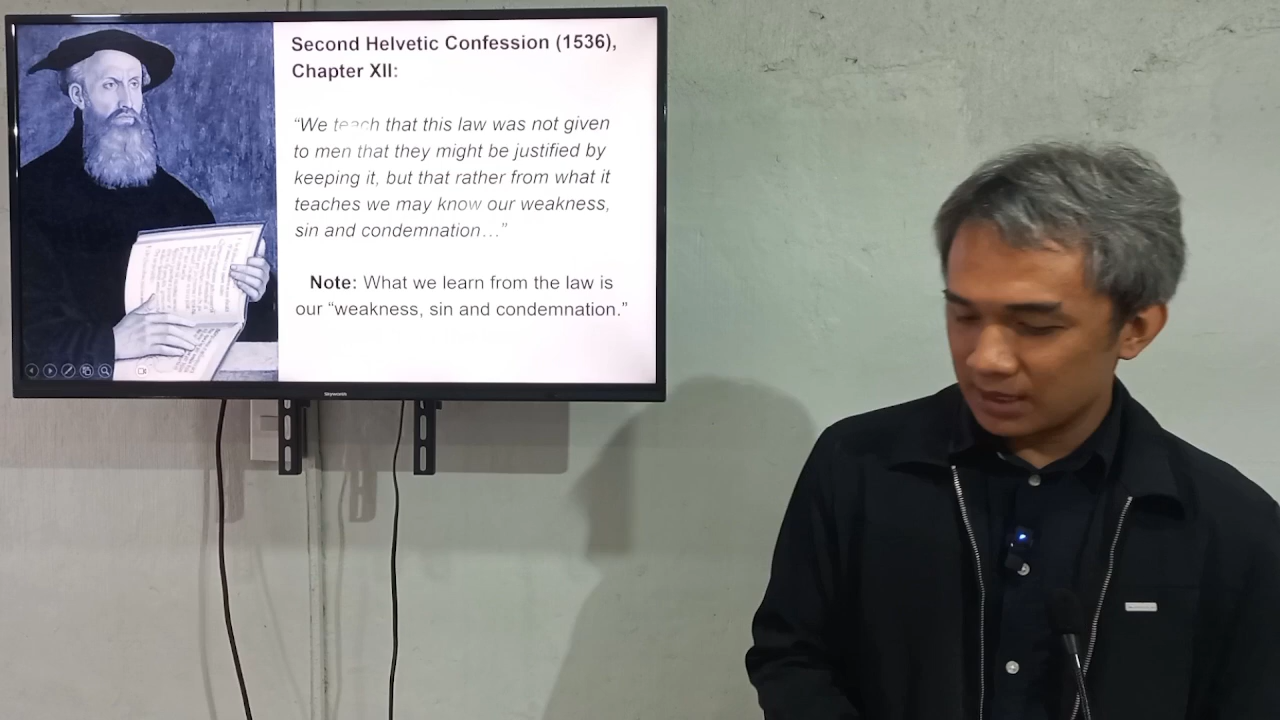 Second Helvetic Confession (1536),
Chapter XII:
“We teach that this law was not given
to men that they might be justified by
keeping it, but that rather from what it
teaches we may know our weakness,
sin and condemnation…”
Note: What we learn from the law is
our “weakness, sin and condemnation.”
Skyworth